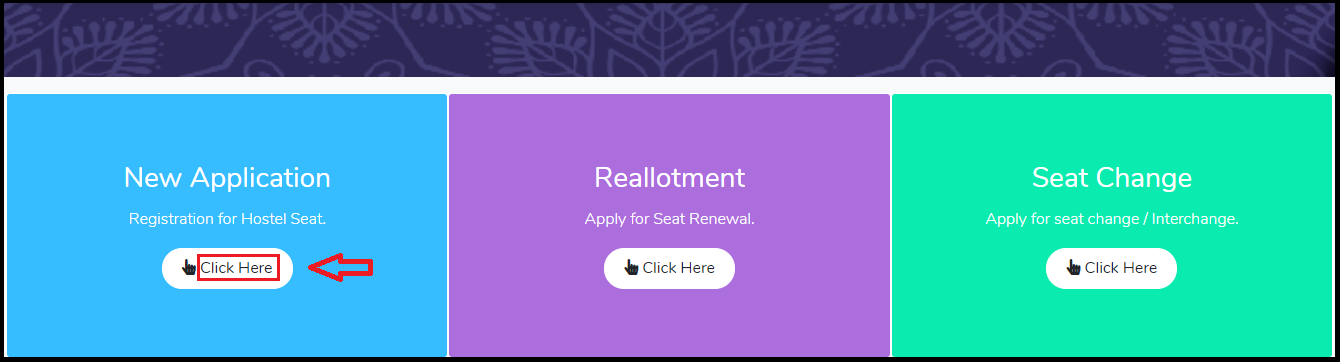 New Application
Registration for Hostel Seat.
Click Here
Reallotment
Apply for Seat Renewal.
Click Here
Seat Change
Apply for seat change / Interchange.
Click Here